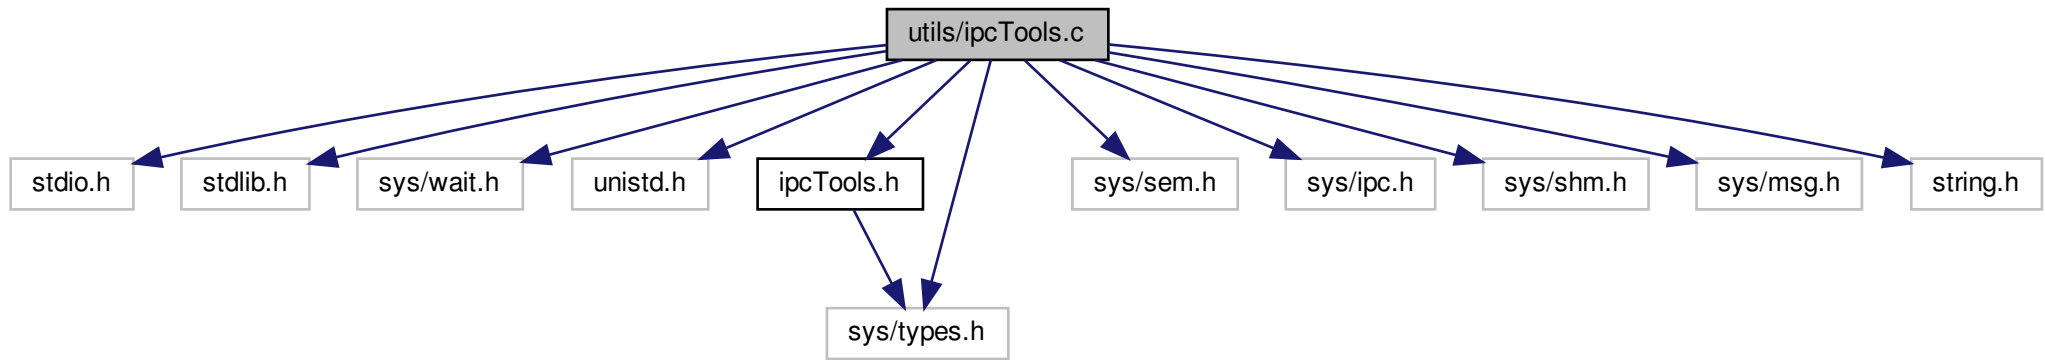 utils/ipcTools.c
stdio.h
stdlib.h
sys/wait.h
unistd.h
ipcTools.h
sys/sem.h
sys/ipc.h
sys/shm.h
sys/msg.h
string.h
sys/types.h